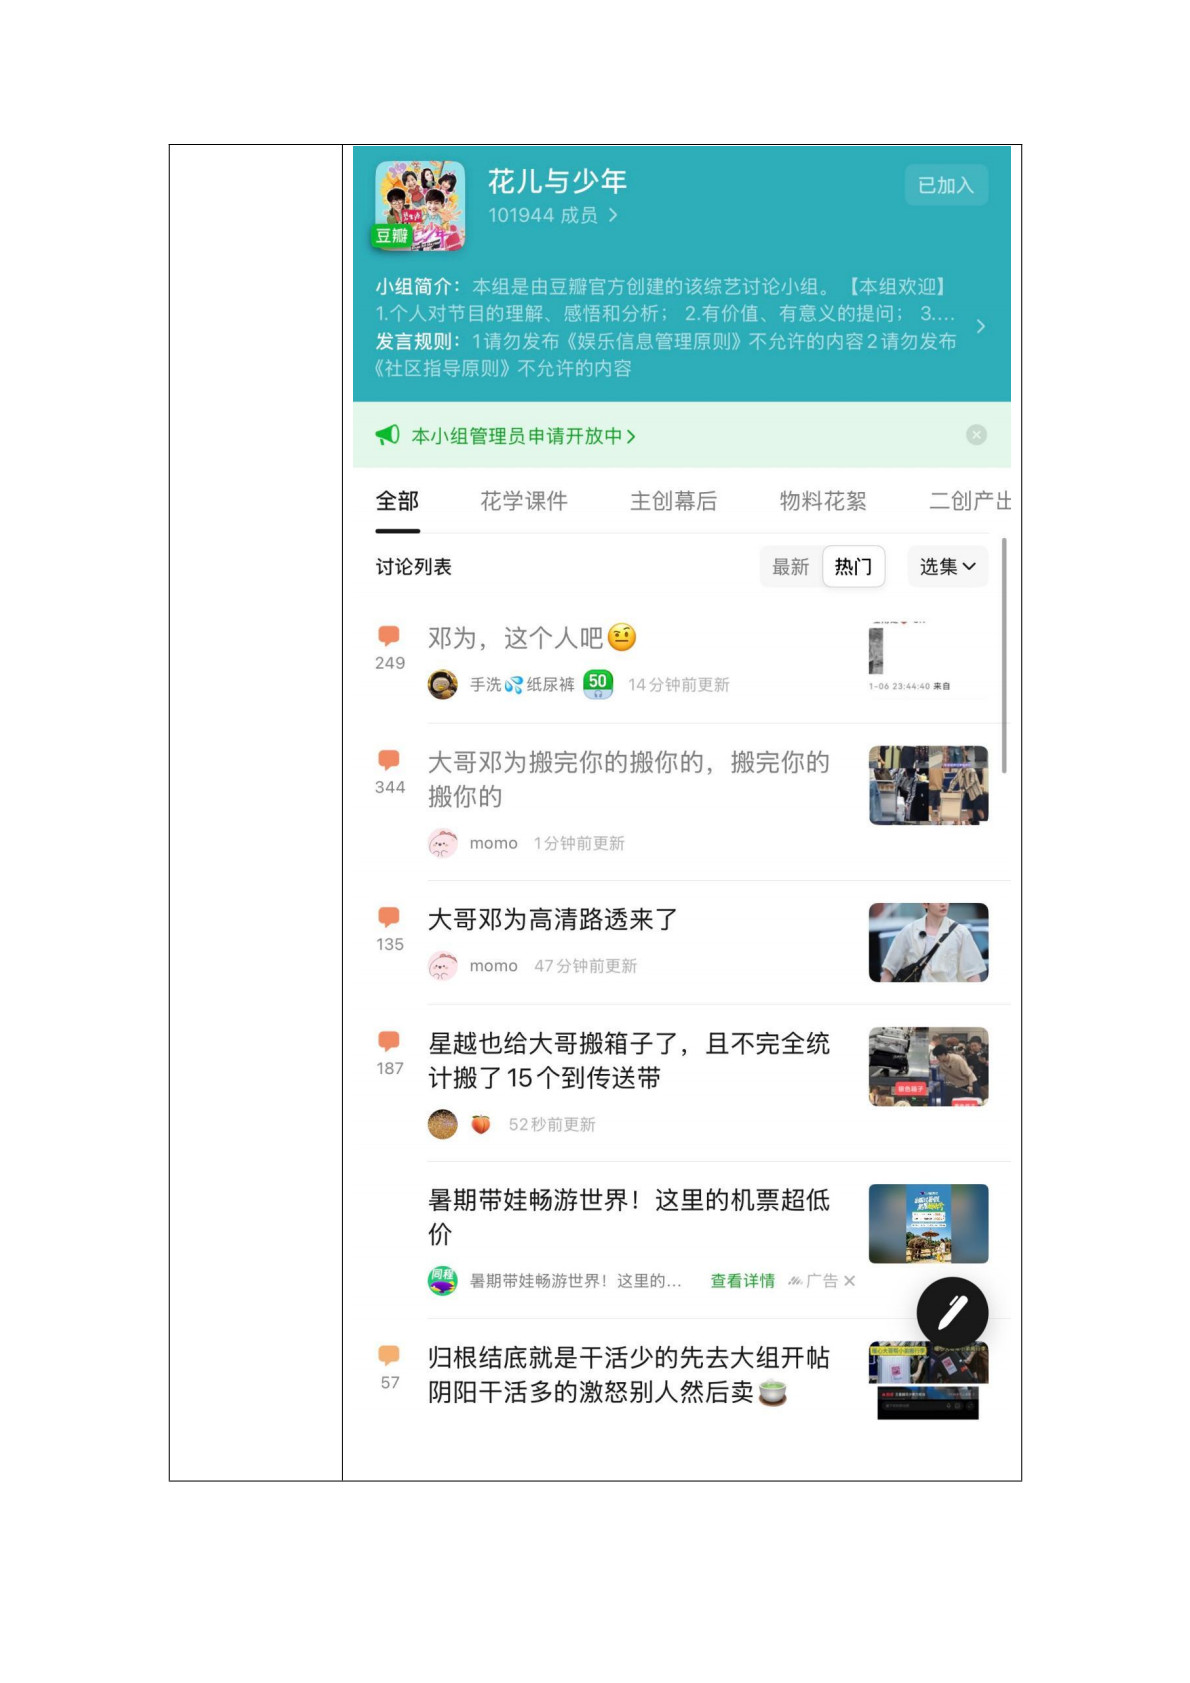 花儿与少年
已加入
101944 成员 >
豆瓣
小组简介：本组是由豆瓣官方创建的该综艺讨论小组。【本组欢迎】
1.个人对节目的理解、感悟和分析； 2.有价值、有意义的提问； 3....
发言规则：1请勿发布《娱乐信息管理原则》不允许的内容2请勿发布
《社区指导原则》不允许的内容
本小组管理员申请开放中>
全部 花学课件 主创幕后 物料花絮 二创产出
讨论列表 最新 热门 选集
邓为，这个人吧🤨
249
手洗💦纸尿裤 50 14分钟前更新
1-06 23:44:40 来自
大哥邓为搬完你的搬你的，搬完你的
搬你的
344
momo 1分钟前更新
大哥邓为高清路透来了
135
momo 47分钟前更新
星越也给大哥搬箱子了，且不完全统
计搬了15个到传送带
187
🍑 52秒前更新
暑期带娃畅游世界！这里的机票超低
价
同程 暑期带娃畅游世界！这里的... 查看详情 广告 ×
归根结底就是干活少的先去大组开帖
阴阳干活多的激怒别人然后卖🍵
57